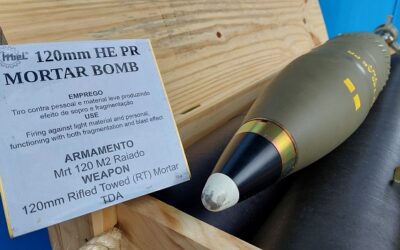 imbel
120mm HE PR
MORTAR BOMB
EMPREGO
Tiro contra pessoal e material leve produzindo
efeito de sopro e fragmentação
USE
Firing against light material and personal,
functioning with both fragmentation and blast effect
ARMAMENTO
Mrt 120 M2 Raiado
WEAPON
120mm Rifled Towed (RT) Mortar
TDA